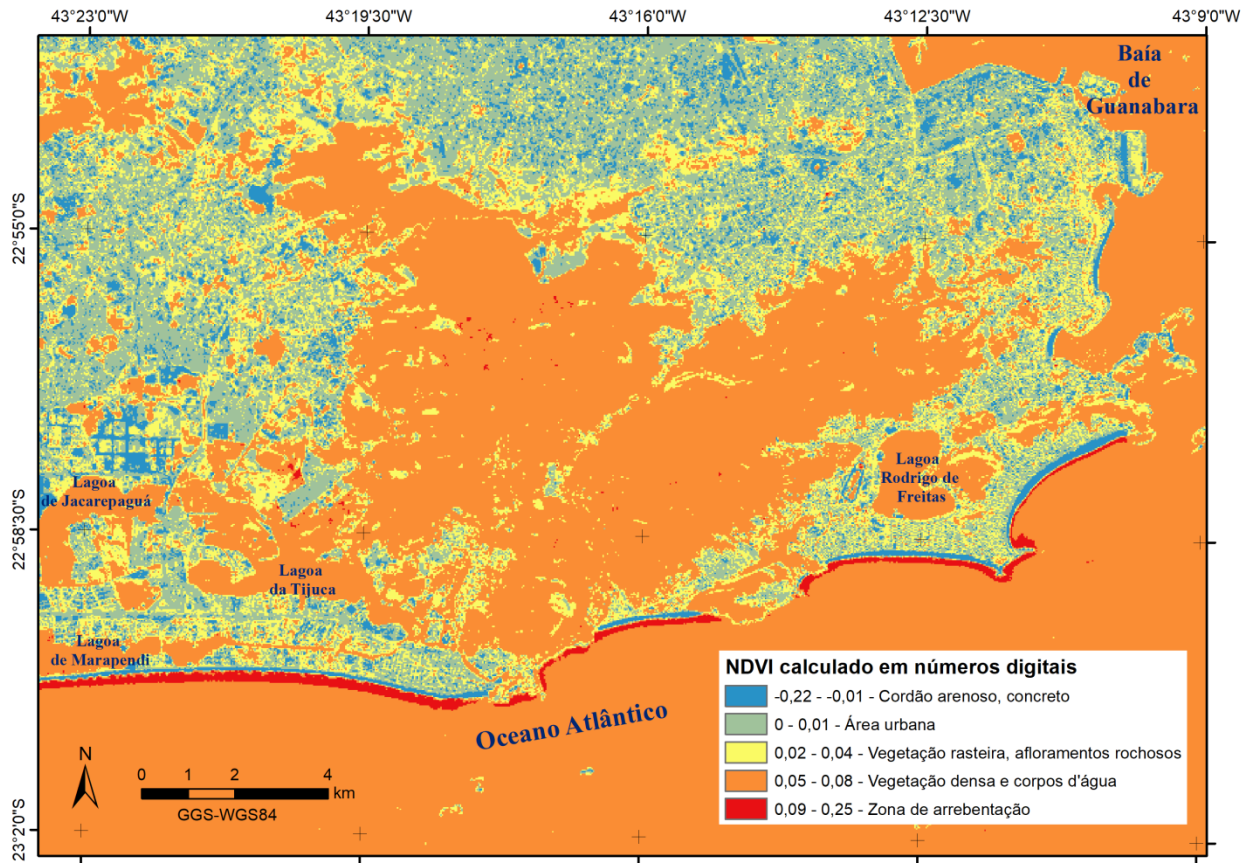 43°23'0"W 43°19'30"W 43°16'0"W 43°12'30"W 43°9'0"W
Baía
de
Guanabara
22°55'0"S
Lagoa
de Jacarepaguá
Lagoa
Rodrigo de
Freitas
22°58'30"S
Lagoa
da Tijuca
Lagoa
de Marapendi
Oceano Atlântico
NDVI calculado em números digitais
-0,22 - -0,01 - Cordão arenoso, concreto
0 - 0,01 - Área urbana
0,02 - 0,04 - Vegetação rasteira, afloramentos rochosos
0,05 - 0,08 - Vegetação densa e corpos d'água
0,09 - 0,25 - Zona de arrebentação
N
0 1 2 4
km
GGS-WGS84
23°2'0"S